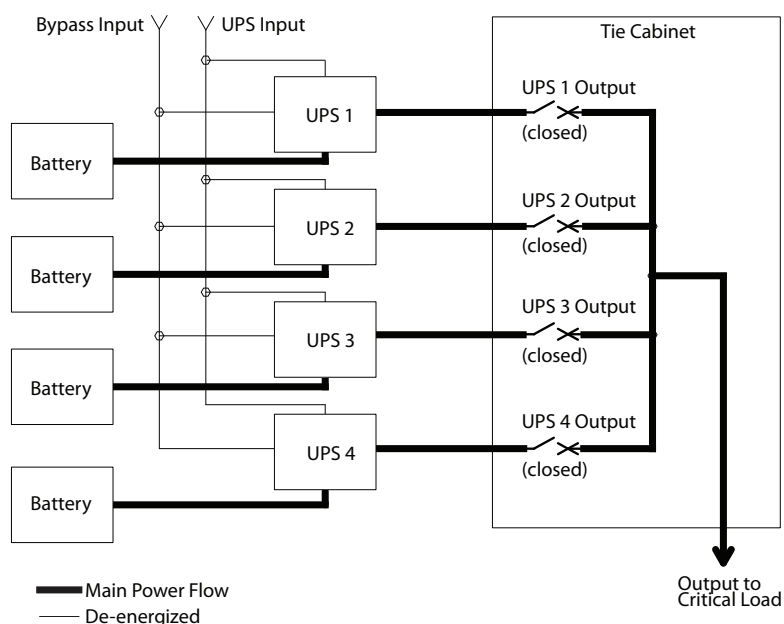 Bypass Input
UPS Input
Tie Cabinet
UPS 1
UPS 1 Output
(closed)
Battery
UPS 2
UPS 2 Output
(closed)
Battery
UPS 3
UPS 3 Output
(closed)
Battery
UPS 4
UPS 4 Output
(closed)
Battery
Main Power Flow
De-energized
Output to
Critical Load